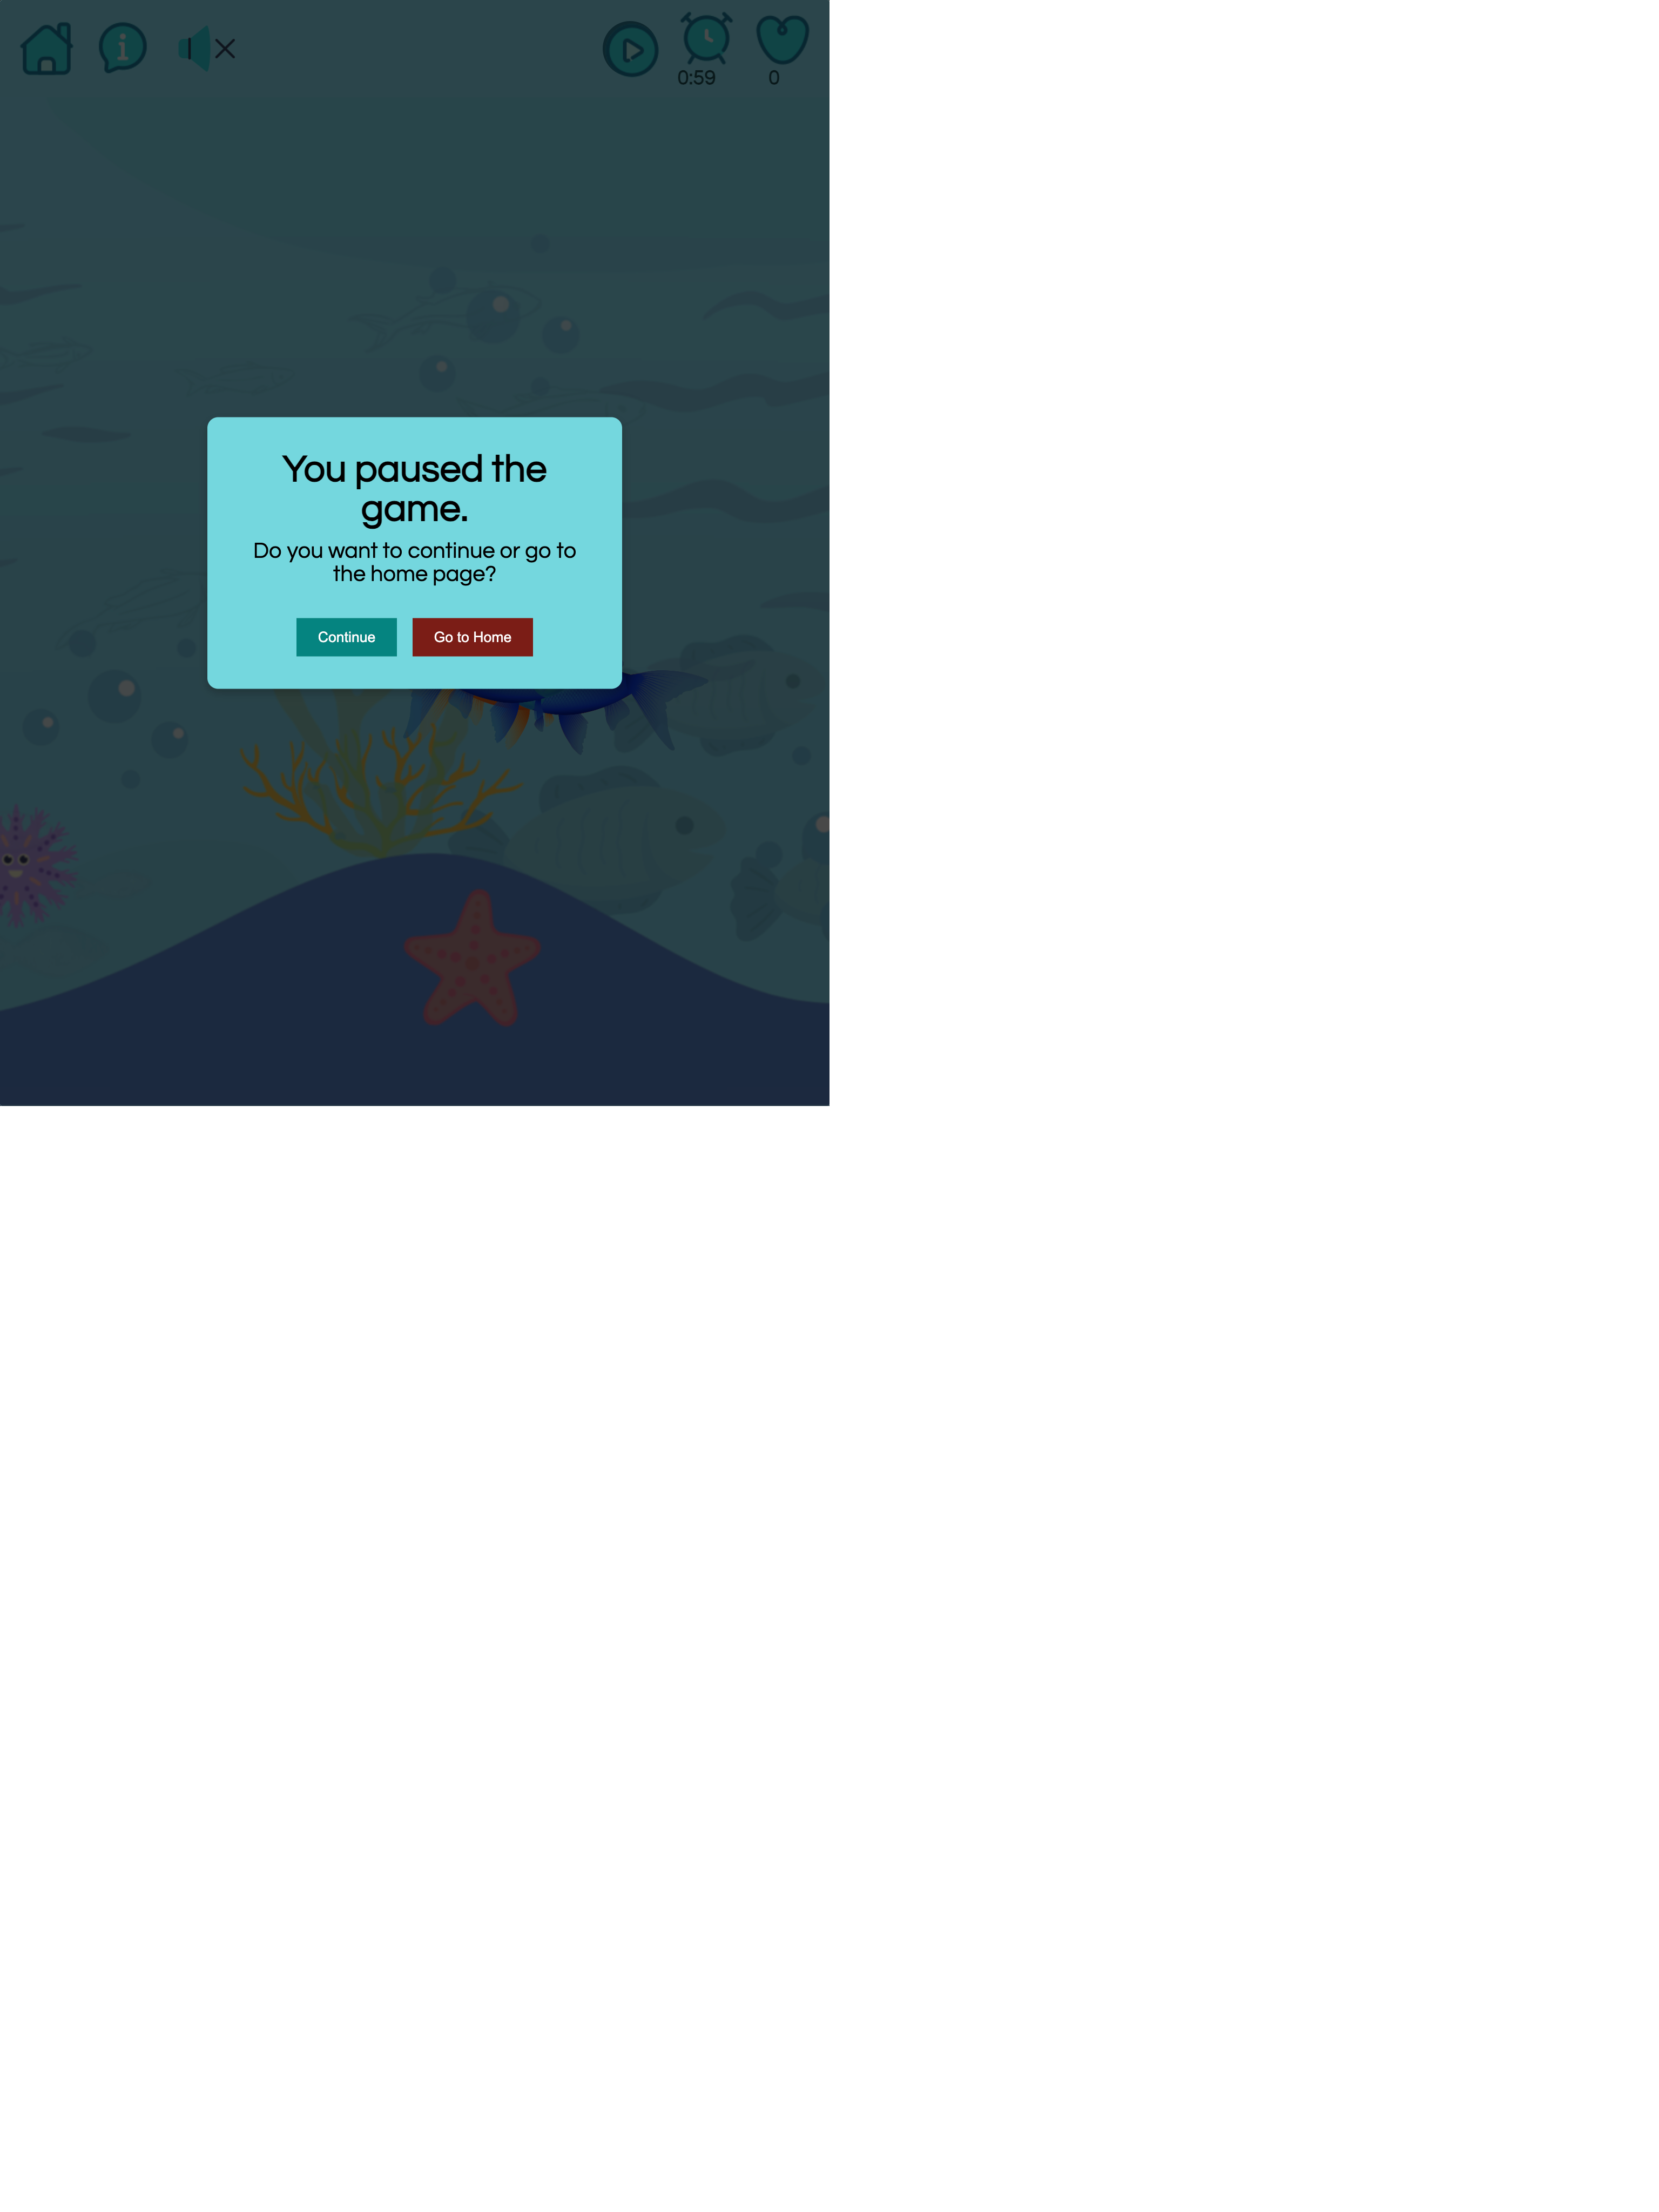 0:59
0
You paused the
game.
Do you want to continue or go to
the home page?
Continue
Go to Home